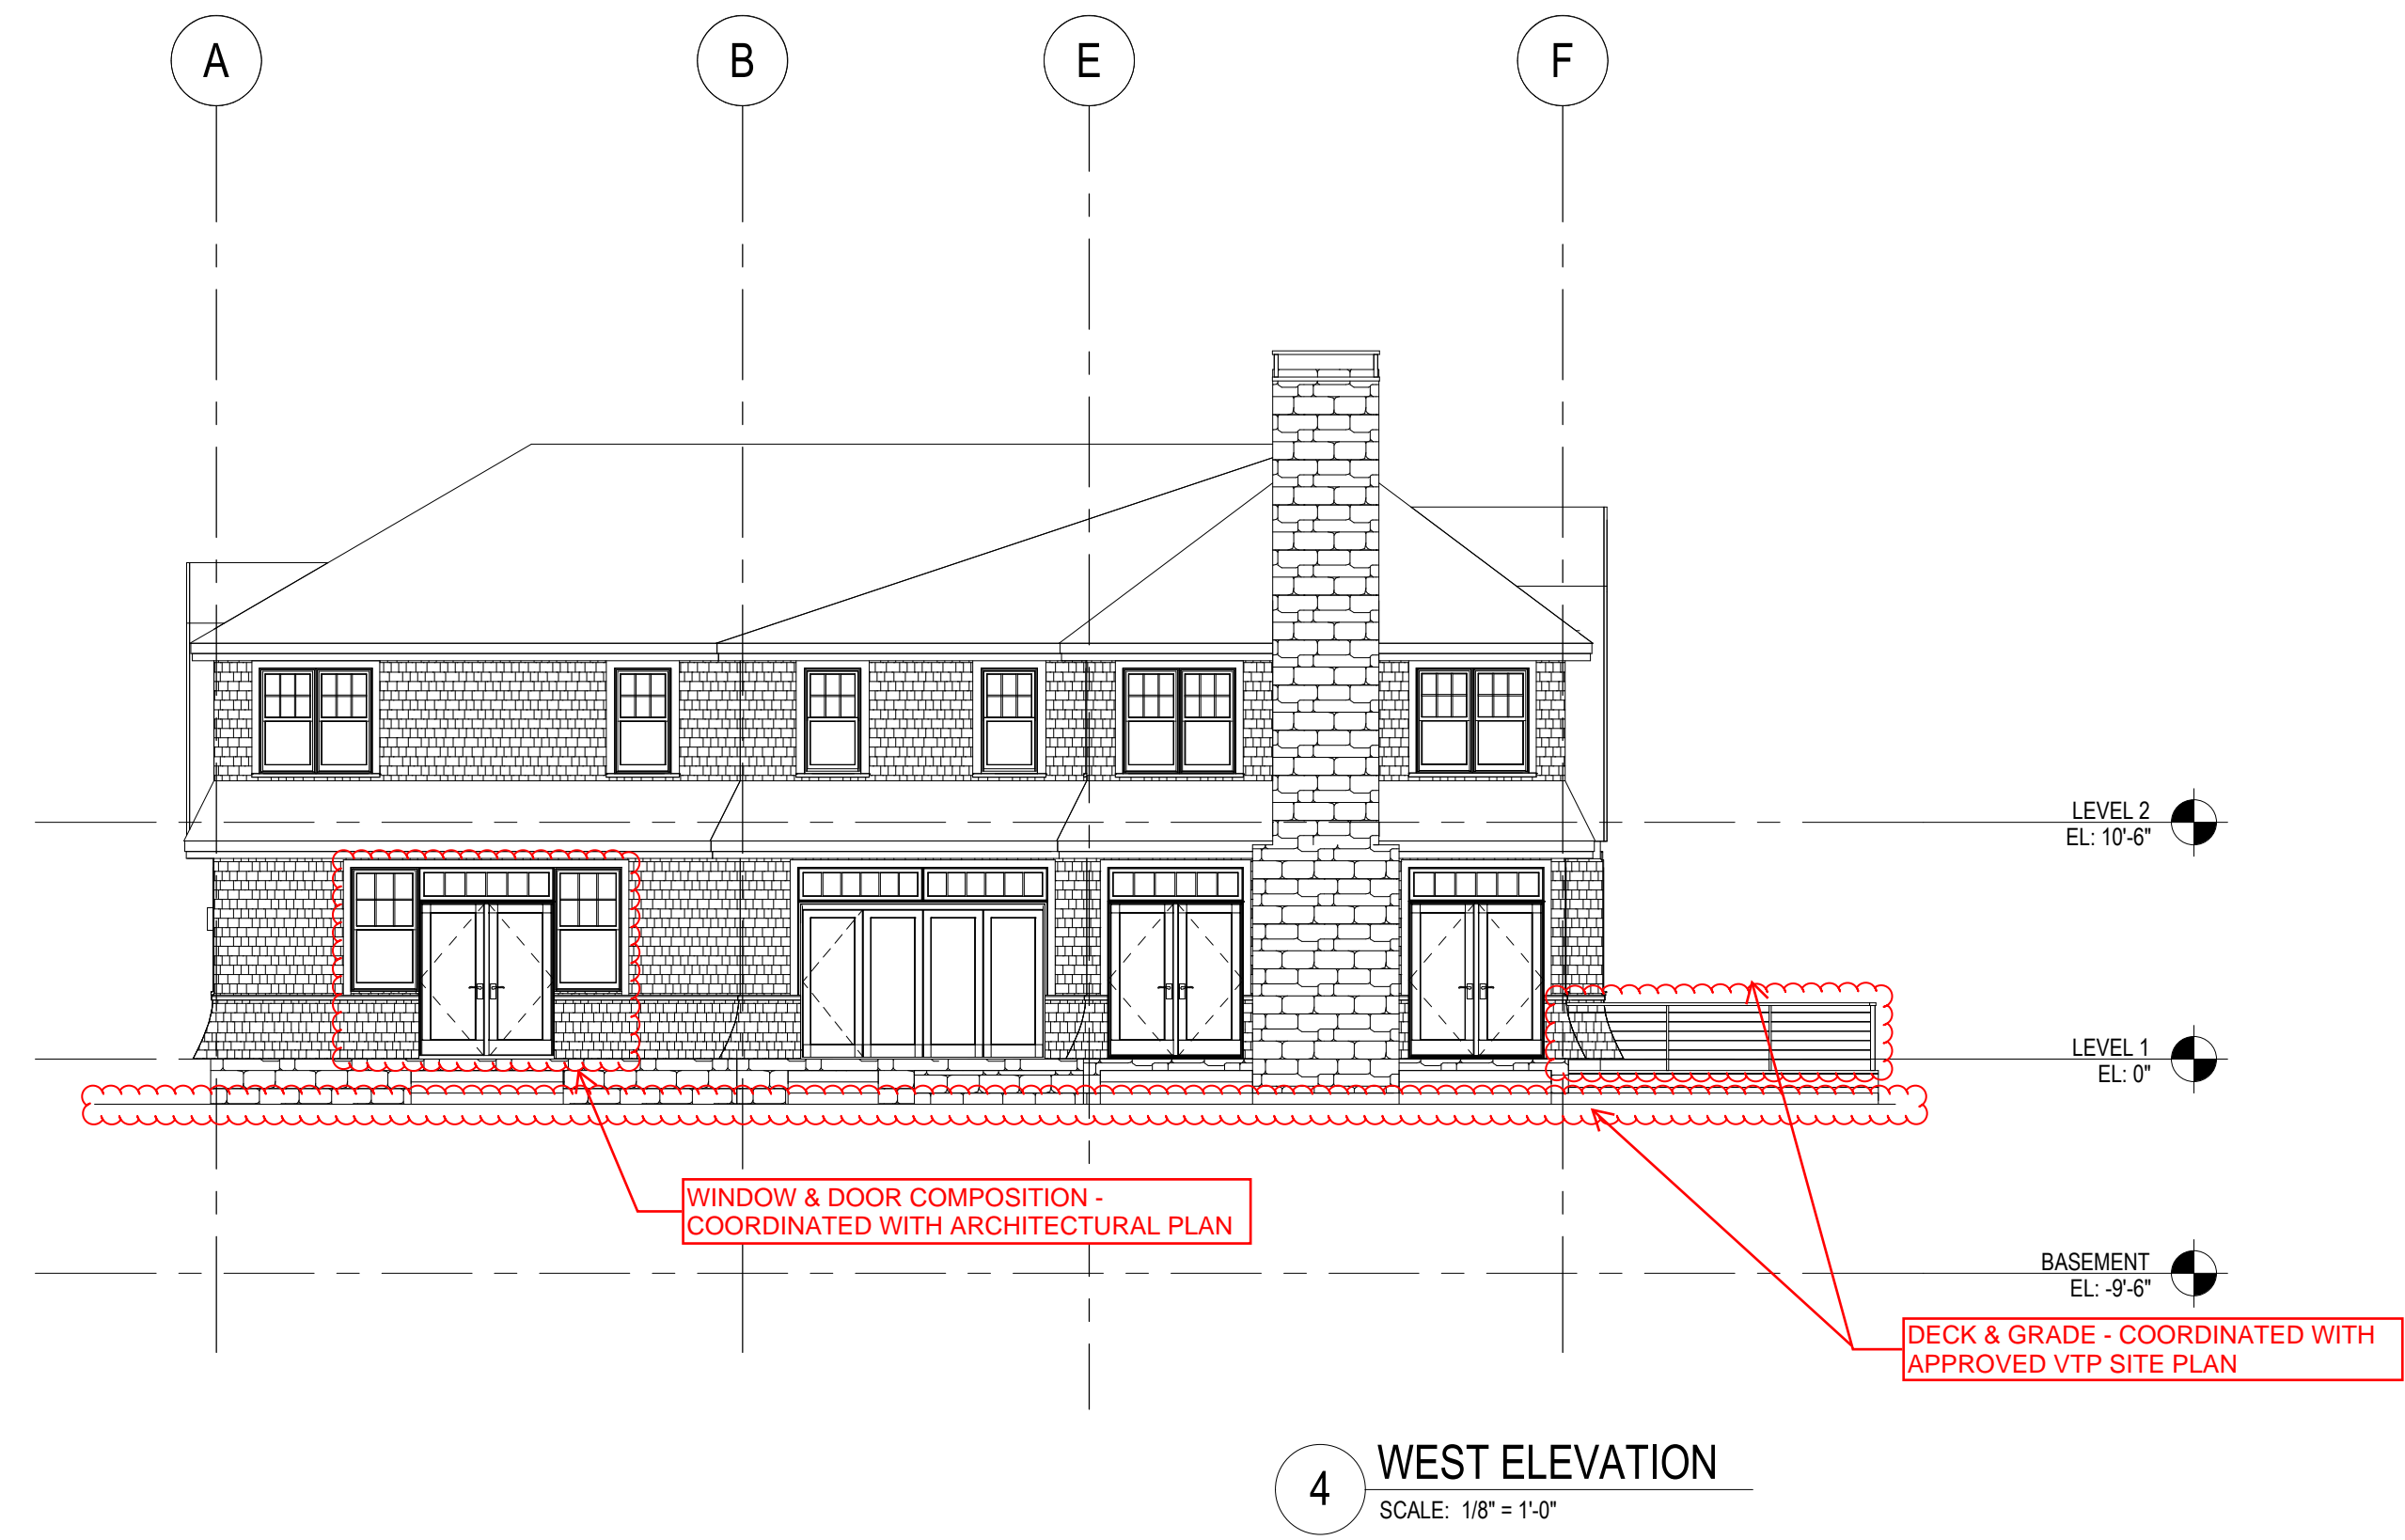 A
B
E
F
LEVEL 2
EL: 10'-6"
LEVEL 1
EL: 0"
WINDOW & DOOR COMPOSITION -
COORDINATED WITH ARCHITECTURAL PLAN
BASEMENT
EL: -9'-6"
DECK & GRADE - COORDINATED WITH
APPROVED VTP SITE PLAN
4
WEST ELEVATION
SCALE: 1/8" = 1'-0"